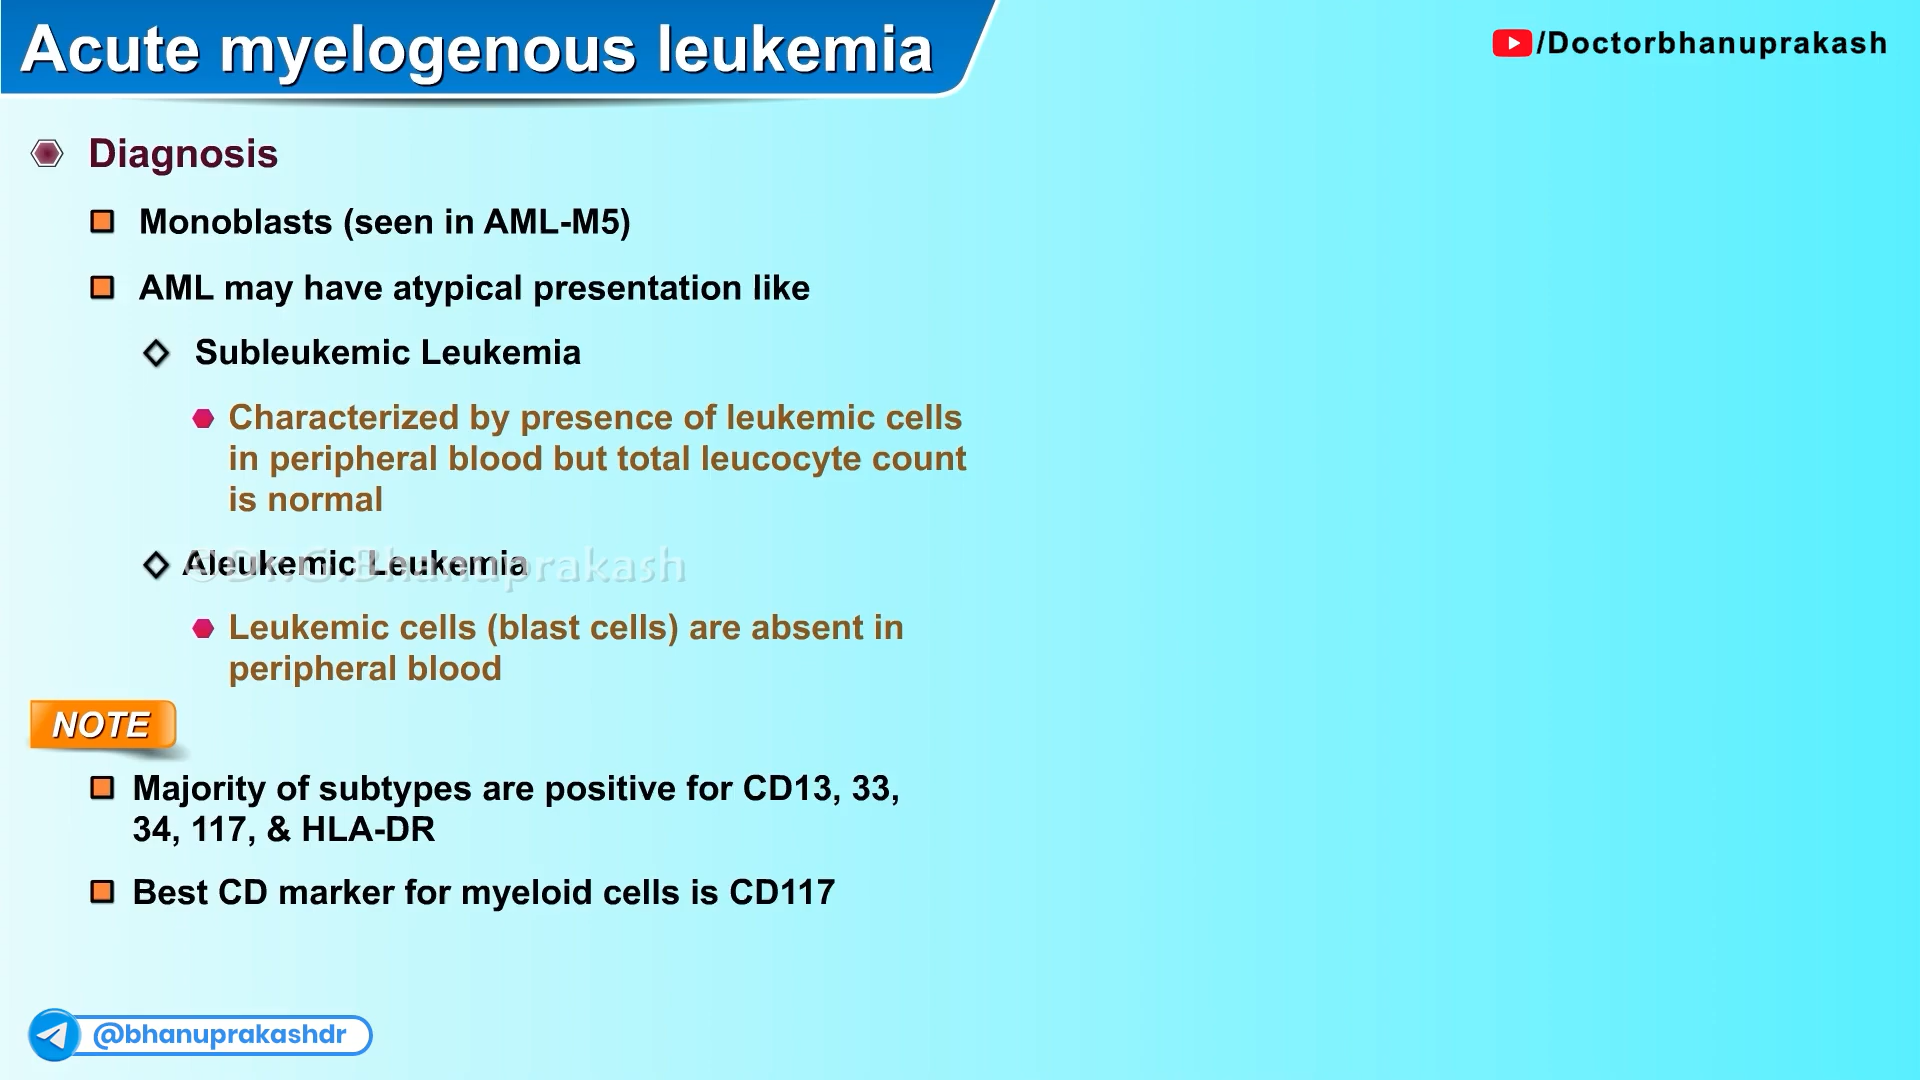 Acute myelogenous leukemia
/Doctorbhanuprakash
Diagnosis
Monoblasts (seen in AML-M5)
AML may have atypical presentation like
Subleukemic Leukemia
Characterized by presence of leukemic cells
in peripheral blood but total leucocyte count
is normal
Aleukemic Leukemia
©Dr.G.Bhanuprakash
Leukemic cells (blast cells) are absent in
peripheral blood
NOTE
Majority of subtypes are positive for CD13, 33,
34, 117, & HLA-DR
Best CD marker for myeloid cells is CD117
@bhanuprakashdr